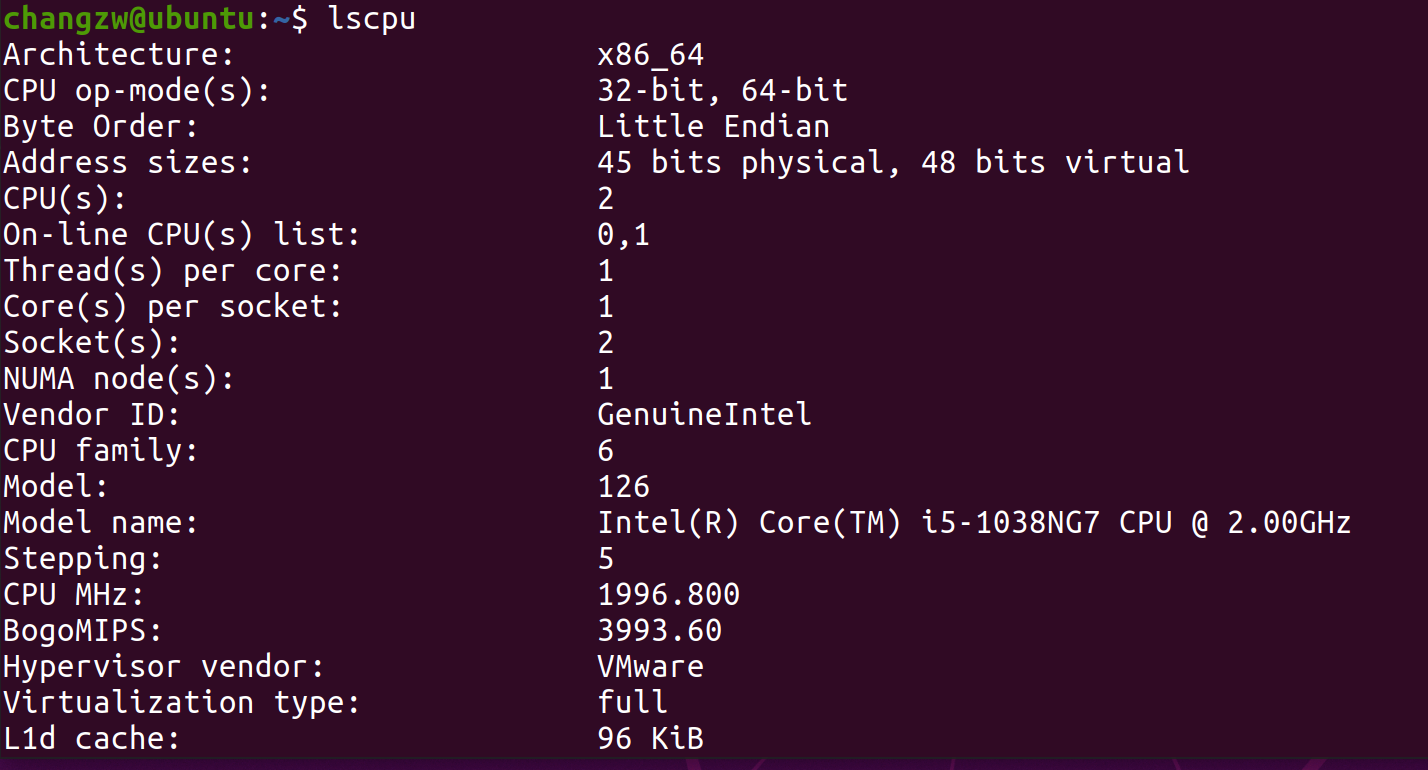 changzw@ubuntu:~$ lscpu
Architecture: x86_64
CPU op-mode(s): 32-bit, 64-bit
Byte Order: Little Endian
Address sizes: 45 bits physical, 48 bits virtual
CPU(s): 2
On-line CPU(s) list: 0,1
Thread(s) per core: 1
Core(s) per socket: 1
Socket(s): 2
NUMA node(s): 1
Vendor ID: GenuineIntel
CPU family: 6
Model: 126
Model name: Intel(R) Core(TM) i5-1038NG7 CPU @ 2.00GHz
Stepping: 5
CPU MHz: 1996.800
BogoMIPS: 3993.60
Hypervisor vendor: VMware
Virtualization type: full
L1d cache: 96 KiB